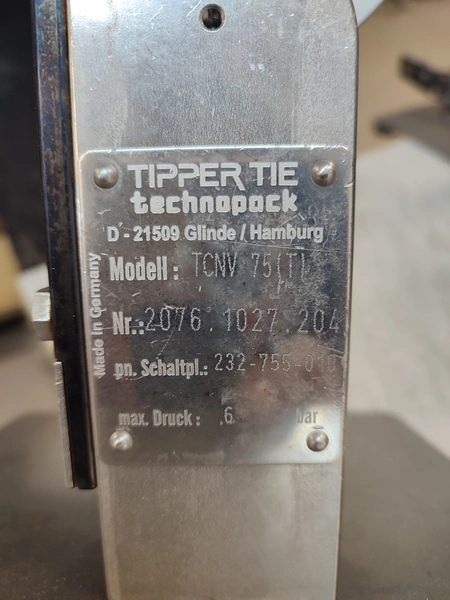 TIPPER TIE
technopack
D - 21509 Glinde / Hamburg
Modell : TCNV 75(T)
Nr.: 2076.1027.204
pn. Schaltpl.: 232-755-010
max. Druck : 6 bar
Made in Germany